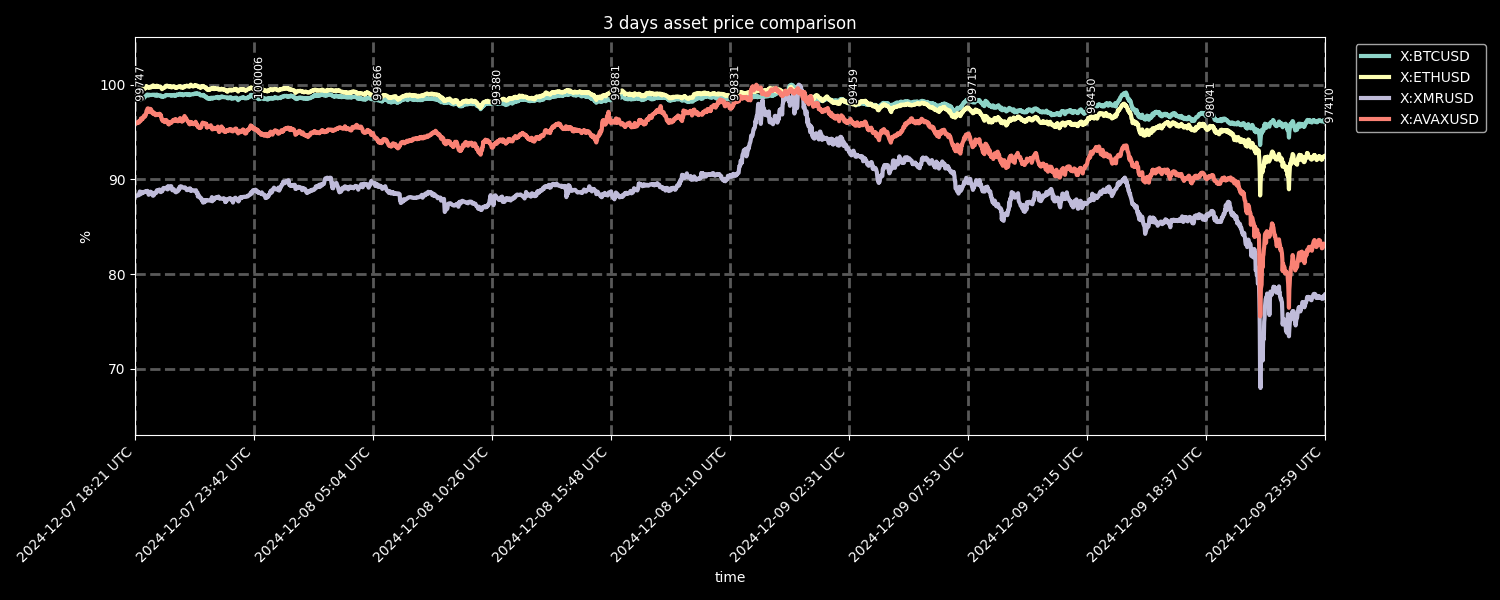 3 days asset price comparison
X:BTCUSD
X:ETHUSD
X:XMRUSD
X:AVAXUSD
100
90
80
70
%
99747
100006
99866
99380
99881
99831
99459
99715
98450
98041
97410
2024-12-07 18:21 UTC
2024-12-07 23:42 UTC
2024-12-08 05:04 UTC
2024-12-08 10:26 UTC
2024-12-08 15:48 UTC
2024-12-08 21:10 UTC
2024-12-09 02:31 UTC
2024-12-09 07:53 UTC
2024-12-09 13:15 UTC
2024-12-09 18:37 UTC
2024-12-09 23:59 UTC
time